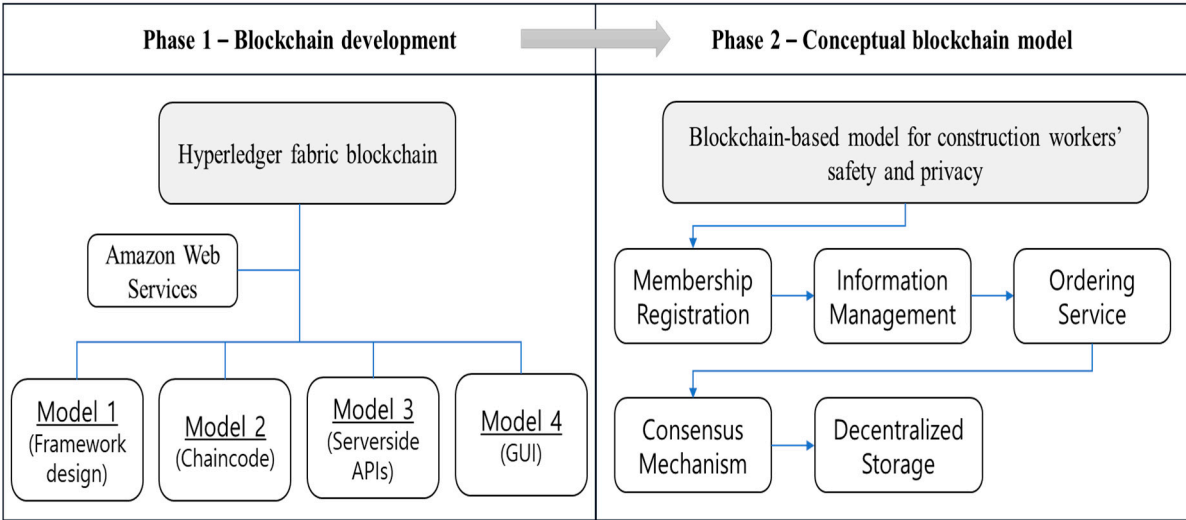 Phase 1 – Blockchain development
Phase 2 – Conceptual blockchain model
Hyperledger fabric blockchain
Amazon Web
Services
Model 1
(Framework
design)
Model 2
(Chaincode)
Model 3
(Serverside
APIs)
Model 4
(GUI)
Blockchain-based model for construction workers’
safety and privacy
Membership
Registration
Information
Management
Ordering
Service
Consensus
Mechanism
Decentralized
Storage